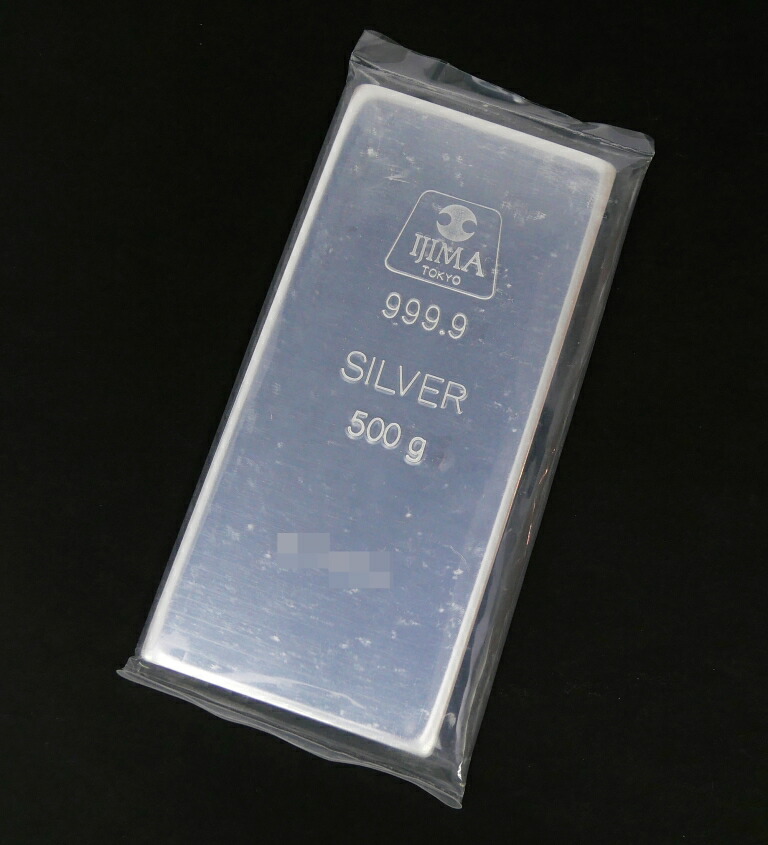 IJIMA
TOKYO
999.9
SILVER
500 g